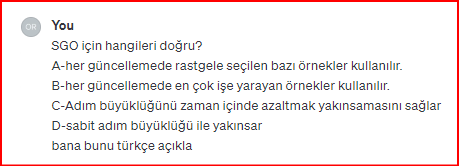 OR
You
SGO için hangileri doğru?
A-her güncellemede rastgele seçilen bazı örnekler kullanılır.
B-her güncellemede en çok işe yarayan örnekler kullanılır.
C-Adım büyüklüğünü zaman içinde azaltmak yakınsamasını sağlar
D-sabit adım büyüklüğü ile yakınsar
bana bunu türkçe açıkla